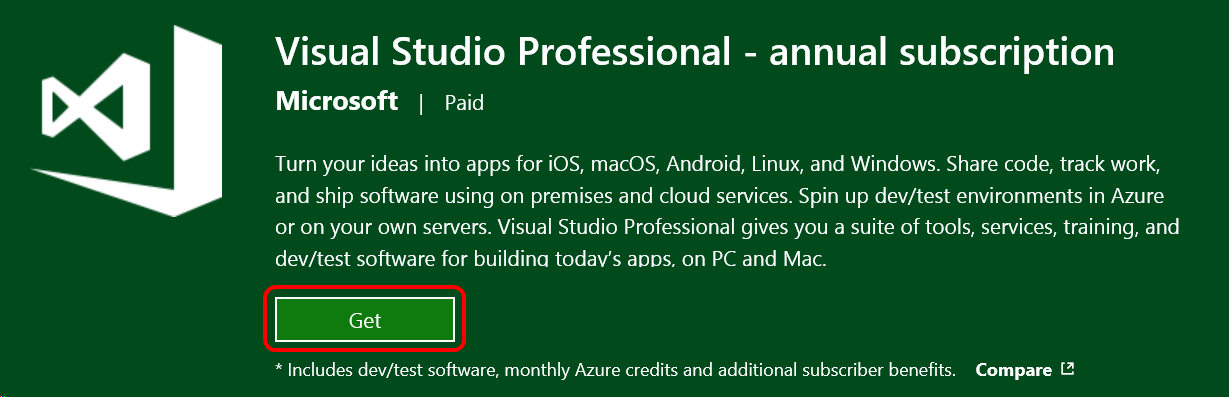 Visual Studio Professional - annual subscription
Microsoft | Paid
Turn your ideas into apps for iOS, macOS, Android, Linux, and Windows. Share code, track work,
and ship software using on premises and cloud services. Spin up dev/test environments in Azure
or on your own servers. Visual Studio Professional gives you a suite of tools, services, training, and
dev/test software for building today's apps, on PC and Mac.
Get
* Includes dev/test software, monthly Azure credits and additional subscriber benefits. Compare